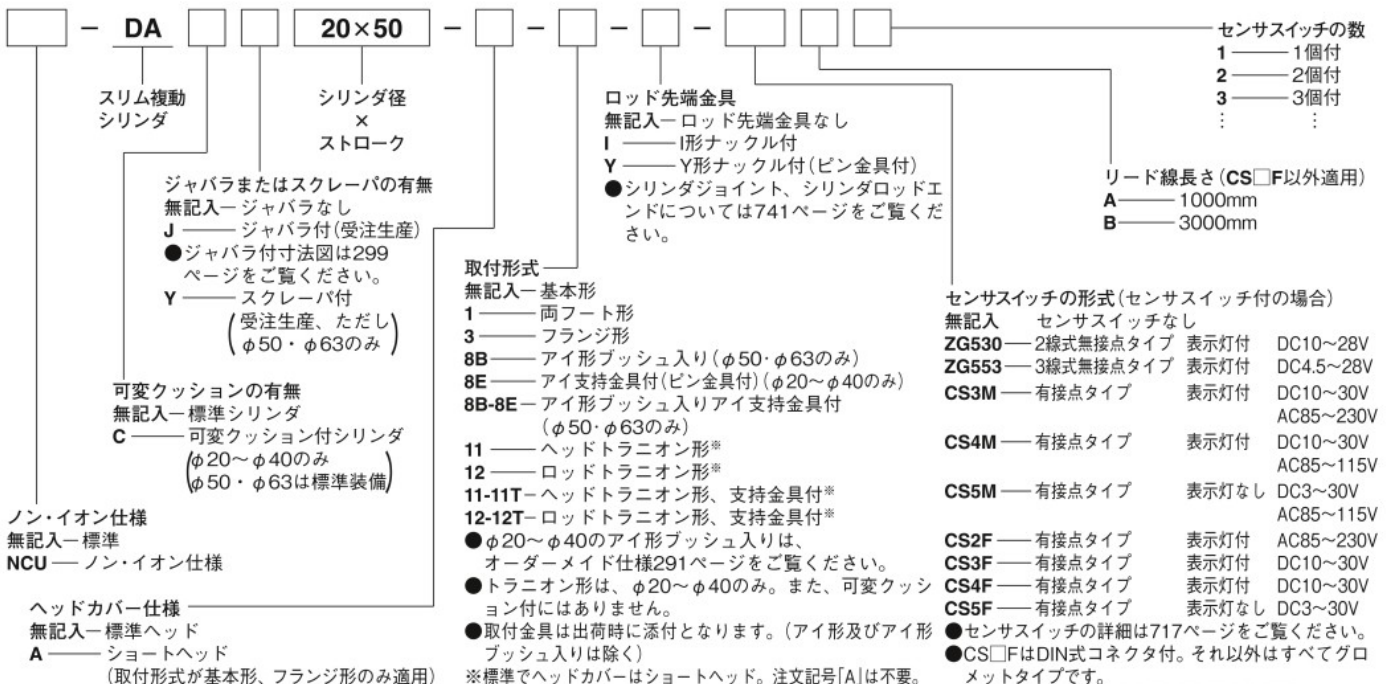 － DA 20×50 － － － －
センサスイッチの数
1 ── 1個付
2 ── 2個付
3 ── 3個付
⋮ ⋮
リード線長さ（CS□F以外適用）
A ── 1000mm
B ── 3000mm
スリム複動
シリンダ
シリンダ径
×
ストローク
ロッド先端金具
無記入─ロッド先端金具なし
I ── I形ナックル付
Y ── Y形ナックル付（ピン金具付）
●シリンダジョイント、シリンダロッドエ
ンドについては741ページをご覧くだ
さい。
ジャバラまたはスクレーパの有無
無記入─ジャバラなし
J ── ジャバラ付（受注生産）
●ジャバラ付寸法図は299
ページをご覧ください。
Y ── スクレーパ付
（受注生産、ただし
φ50・φ63のみ）
可変クッションの有無
無記入─標準シリンダ
C ── 可変クッション付シリンダ
（φ20～φ40のみ
φ50・φ63は標準装備）
ノン・イオン仕様
無記入─標準
NCU ── ノン・イオン仕様
ヘッドカバー仕様
無記入─標準ヘッド
A ── ショートヘッド
（取付形式が基本形、フランジ形のみ適用）
取付形式
無記入─基本形
1 ── 両フート形
3 ── フランジ形
8B ── アイ形ブッシュ入り（φ50・φ63のみ）
8E ── アイ支持金具付（ピン金具付）（φ20～φ40のみ）
8B-8E─アイ形ブッシュ入りアイ支持金具付
（φ50・φ63のみ）
11 ── ヘッドトラニオン形※
12 ── ロッドトラニオン形※
11-11T─ヘッドトラニオン形、支持金具付※
12-12T─ロッドトラニオン形、支持金具付※
●φ20～φ40のアイ形ブッシュ入りは、
オーダーメイド仕様291ページをご覧ください。
●トラニオン形は、φ20～φ40のみ。また、可変クッシ
ョン付にはありません。
●取付金具は出荷時に添付となります。（アイ形及びアイ形
ブッシュ入りは除く）
※標準でヘッドカバーはショートヘッド。注文記号「A」は不要。
センサスイッチの形式（センサスイッチ付の場合）
無記入 センサスイッチなし
ZG530 ── 2線式無接点タイプ 表示灯付 DC10～28V
ZG553 ── 3線式無接点タイプ 表示灯付 DC4.5～28V
CS3M ── 有接点タイプ 表示灯付 DC10～30V
AC85～230V
CS4M ── 有接点タイプ 表示灯付 DC10～30V
AC85～115V
CS5M ── 有接点タイプ 表示灯なし DC3～30V
AC85～115V
CS2F ── 有接点タイプ 表示灯付 AC85～230V
CS3F ── 有接点タイプ 表示灯付 DC10～30V
CS4F ── 有接点タイプ 表示灯付 DC10～30V
CS5F ── 有接点タイプ 表示灯なし DC3～30V
●センサスイッチの詳細は717ページをご覧ください。
●CS□FはDIN式コネクタ付。それ以外はすべてグロ
メットタイプです。